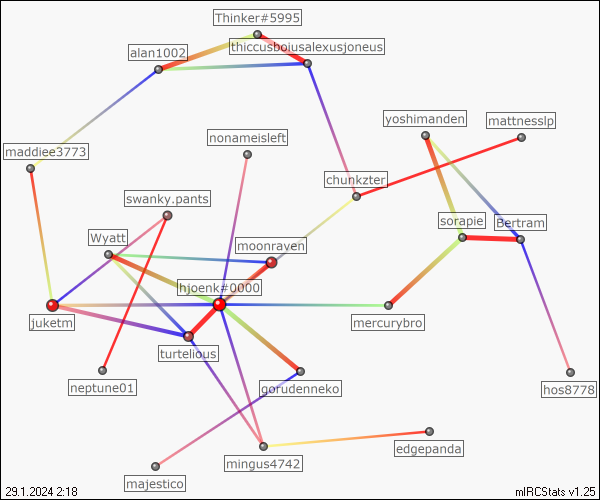 Thinker#5995
thiccusboiusalexusjoneus
alan1002
yoshimanden
mattnesslp
nonameisleft
maddiee3773
chunkzter
swanky.pants
sorapie
Bertram
Wyatt
moonraven
hjoenk#0000
juketm
mercurybro
turtelious
neptune01
gorudenneko
hos8778
edgepanda
mingus4742
majestico
29.1.2024 2:18
mIRCStats v1.25